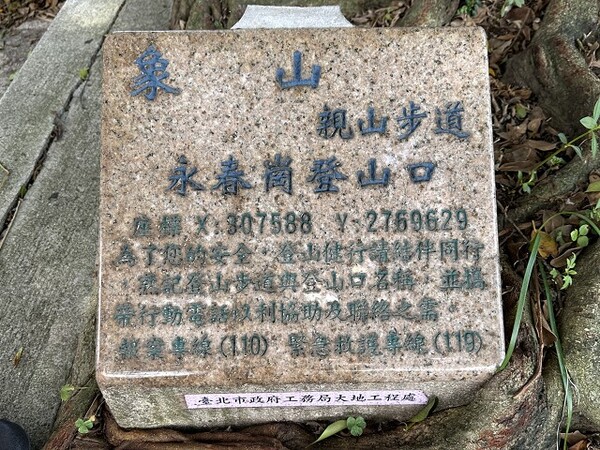 象山
親山步道
永春崗登山口
座標 X:307588 Y:2769629
為了您的安全，登山健行請結伴同行
，熟記登山步道與登山口名稱，並攜
帶行動電話以利協助及聯絡之需。
報案專線(110) 緊急救護專線(119)
臺北市政府工務局大地工程處